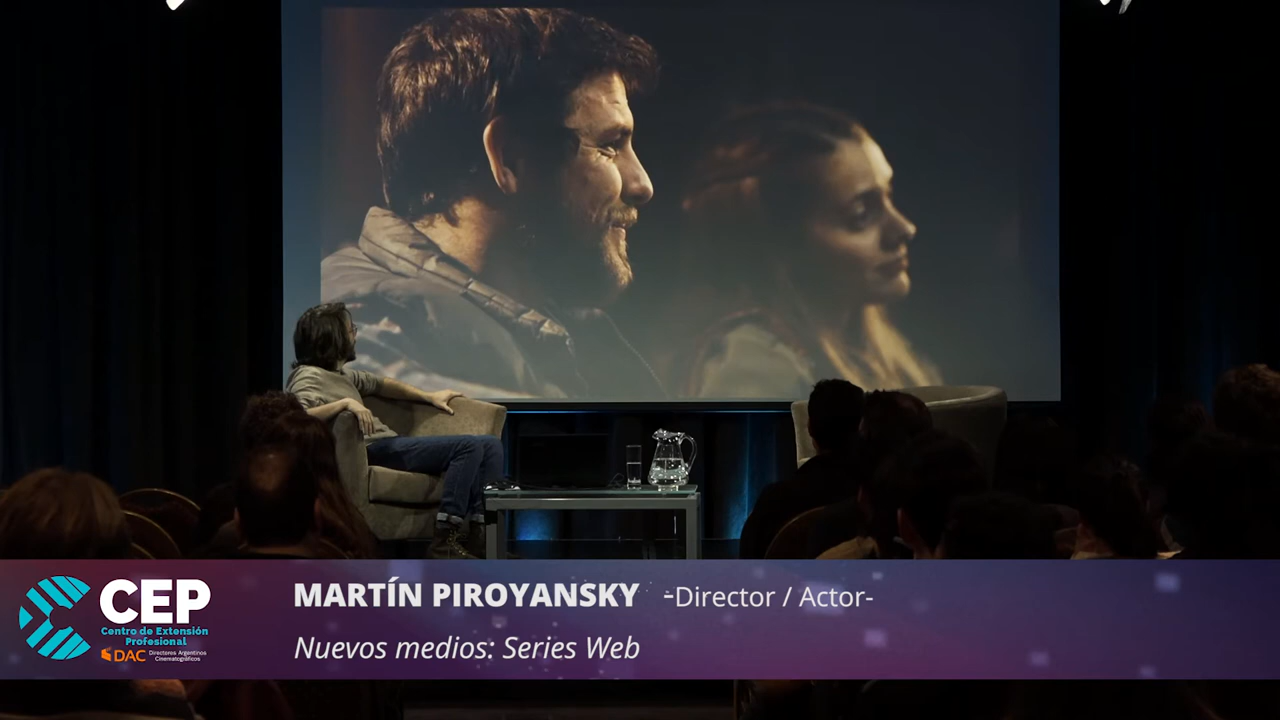 CEP
Centro de Extensión
Profesional
DAC Directores Argentinos
Cinematográficos
MARTÍN PIROYANSKY -Director / Actor-
Nuevos medios: Series Web